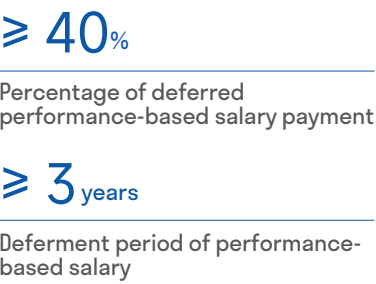 ⩾ 40%
Percentage of deferred
performance-based salary payment
⩾ 3 years
Deferment period of performance-
based salary